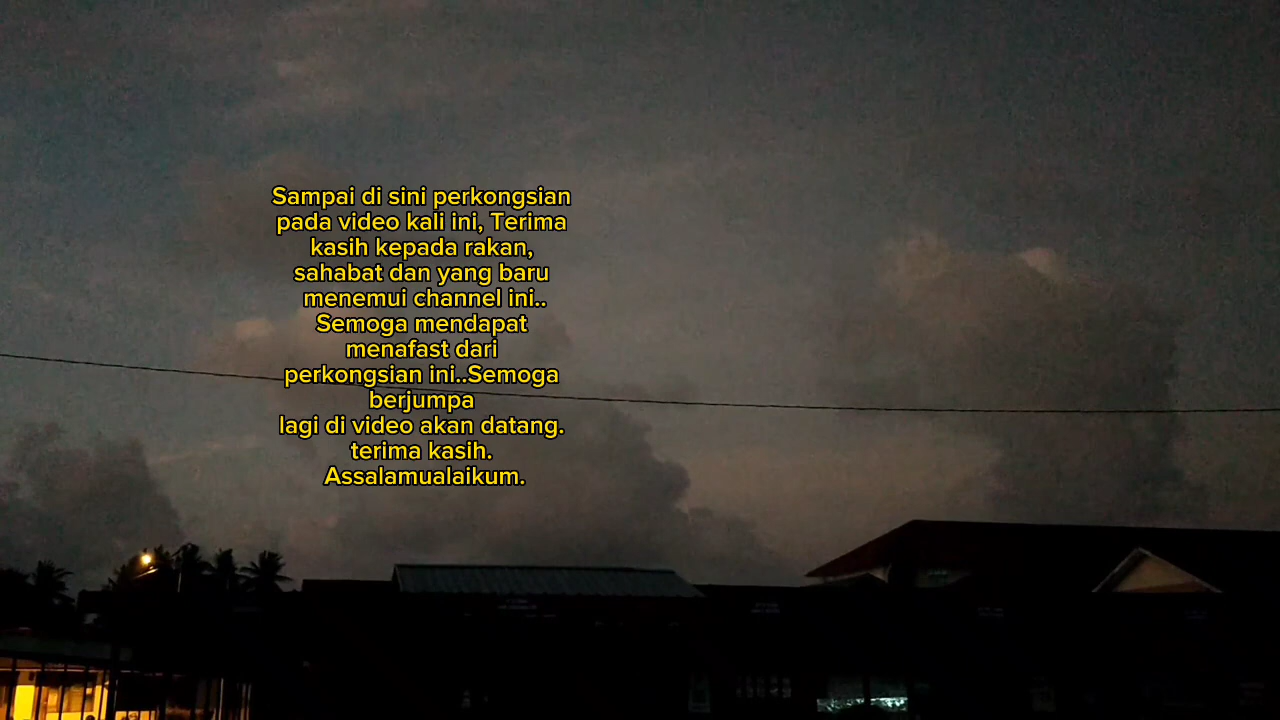 Sampai di sini perkongsian
pada video kali ini, Terima
kasih kepada rakan,
sahabat dan yang baru
menemui channel ini..
Semoga mendapat
menafast dari
perkongsian ini..Semoga
berjumpa
lagi di video akan datang.
terima kasih.
Assalamualaikum.